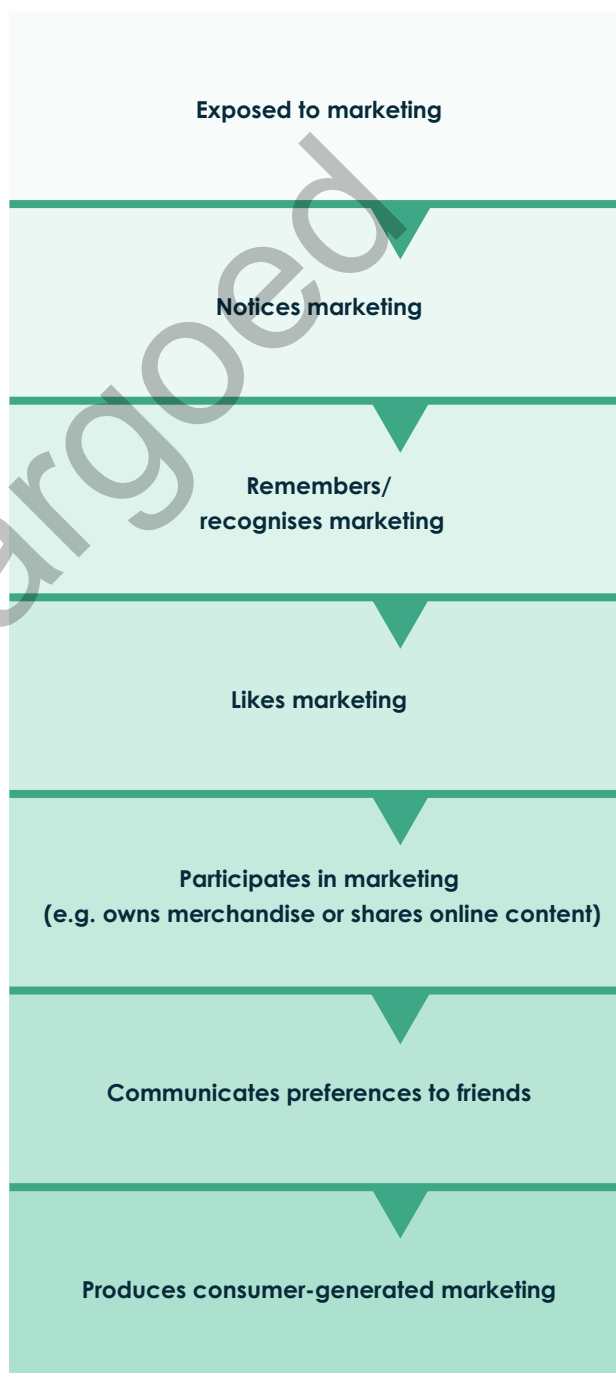 Exposed to marketing
Notices marketing
Remembers/
recognises marketing
Likes marketing
Participates in marketing
(e.g. owns merchandise or shares online content)
Communicates preferences to friends
Produces consumer-generated marketing